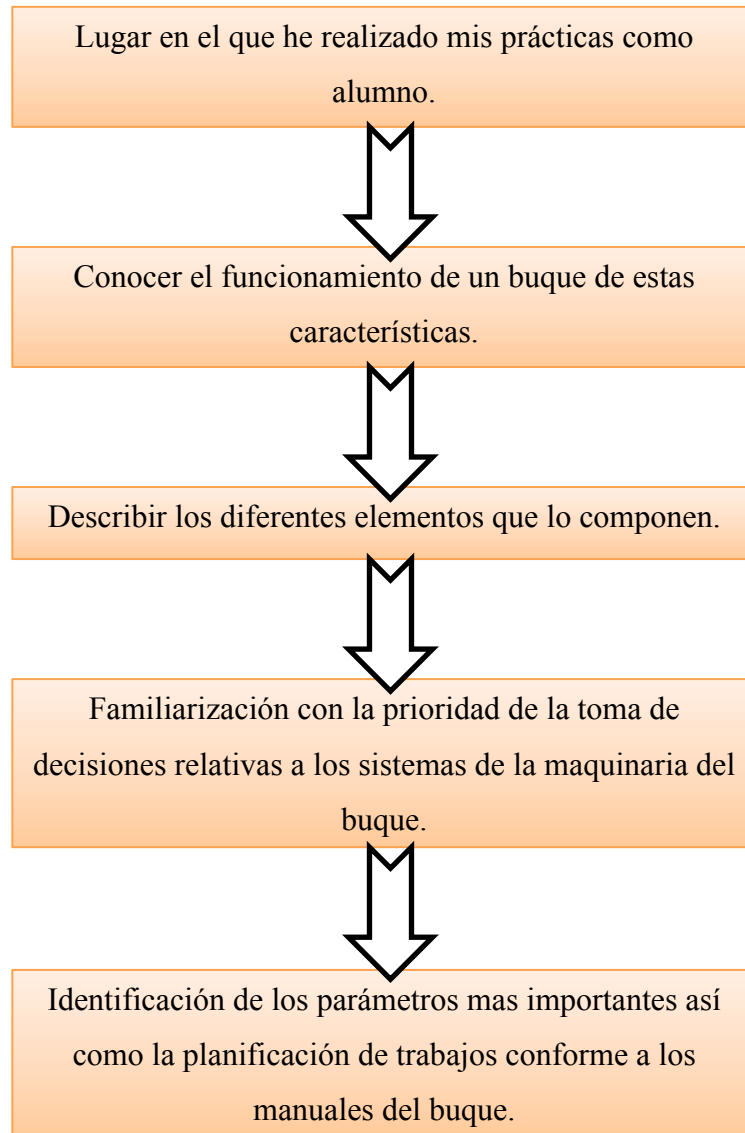 Lugar en el que he realizado mis prácticas como
alumno.
Conocer el funcionamiento de un buque de estas
características.
Describir los diferentes elementos que lo componen.
Familiarización con la prioridad de la toma de
decisiones relativas a los sistemas de la maquinaria del
buque.
Identificación de los parámetros mas importantes así
como la planificación de trabajos conforme a los
manuales del buque.